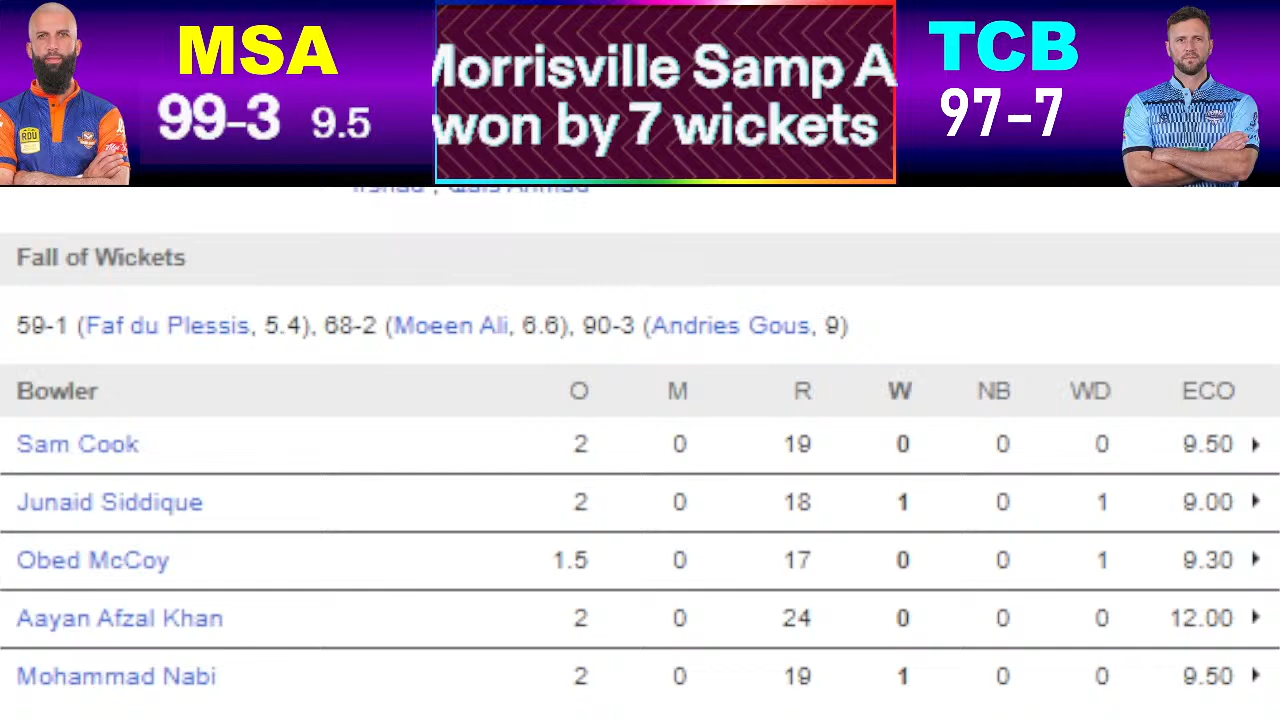 MSA
99-3 9.5
Morrisville Samp A
won by 7 wickets
TCB
97-7
Irshad , Qais Ahmad
Fall of Wickets
59-1 (Faf du Plessis, 5.4), 68-2 (Moeen Ali, 6.6), 90-3 (Andries Gous, 9)
Bowler O M R W NB WD ECO
Sam Cook 2 0 19 0 0 0 9.50
Junaid Siddique 2 0 18 1 0 1 9.00
Obed McCoy 1.5 0 17 0 0 1 9.30
Aayan Afzal Khan 2 0 24 0 0 0 12.00
Mohammad Nabi 2 0 19 1 0 0 9.50